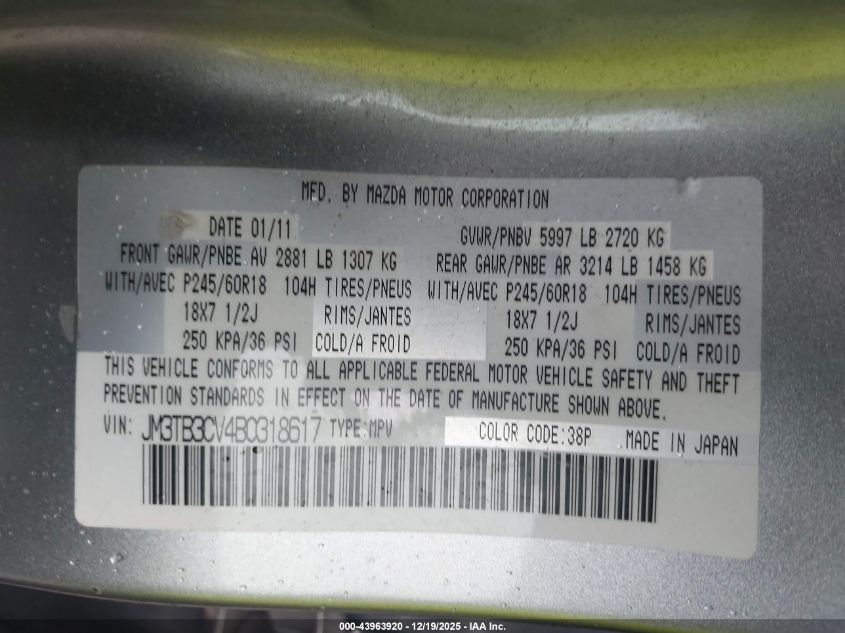 MFD. BY MAZDA MOTOR CORPORATION
DATE 01/11 GVWR/PNBV 5997 LB 2720 KG
FRONT GAWR/PNBE AV 2881 LB 1307 KG REAR GAWR/PNBE AR 3214 LB 1458 KG
WITH/AVEC P245/60R18 104H TIRES/PNEUS WITH/AVEC P245/60R18 104H TIRES/PNEUS
18X7 1/2J RIMS/JANTES 18X7 1/2J RIMS/JANTES
250 KPA/36 PSI COLD/A FROID 250 KPA/36 PSI COLD/A FROID
THIS VEHICLE CONFORMS TO ALL APPLICABLE FEDERAL MOTOR VEHICLE SAFETY AND THEFT
PREVENTION STANDARDS IN EFFECT ON THE DATE OF MANUFACTURE SHOWN ABOVE.
VIN: JM3TB3CV4B0318617 TYPE:MPV COLOR CODE:38P MADE IN JAPAN
000-43963920 - 12/19/2025 - IAA Inc.